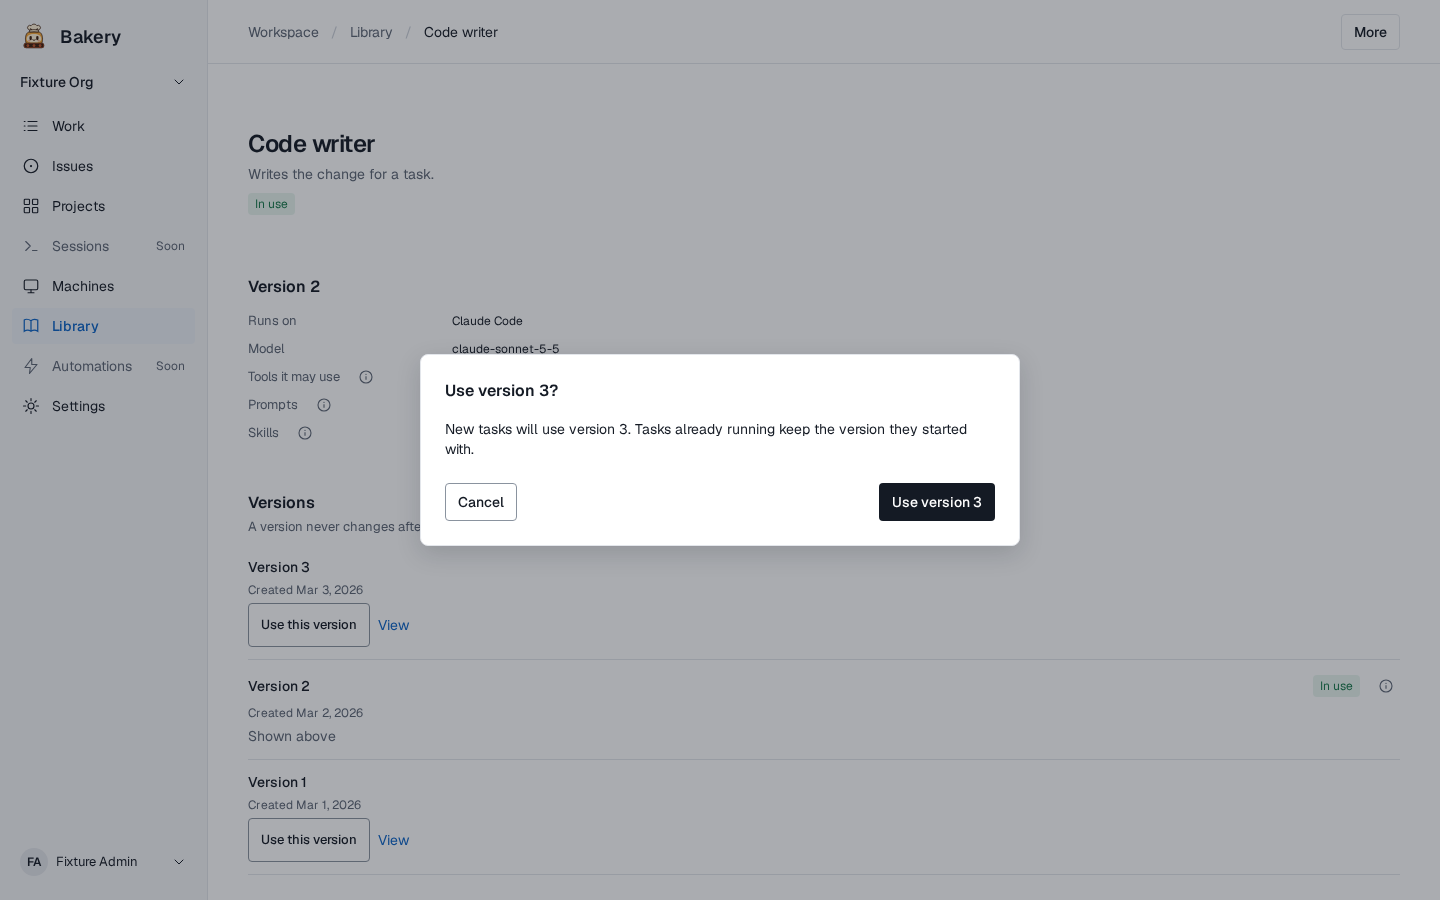 Bakery
Fixture Org
Work
Issues
Projects
Sessions Soon
Machines
Library
Automations Soon
Settings
FA Fixture Admin
Workspace / Library / Code writer
More
Code writer
Writes the change for a task.
In use
Version 2
Runs on Claude Code
Model claude-sonnet-5-5
Tools it may use
Prompts
Skills
Use version 3?
New tasks will use version 3. Tasks already running keep the version they started
with.
Cancel
Use version 3
Versions
A version never changes afte
Version 3
Created Mar 3, 2026
Use this version View
Version 2
In use
Created Mar 2, 2026
Shown above
Version 1
Created Mar 1, 2026
Use this version View